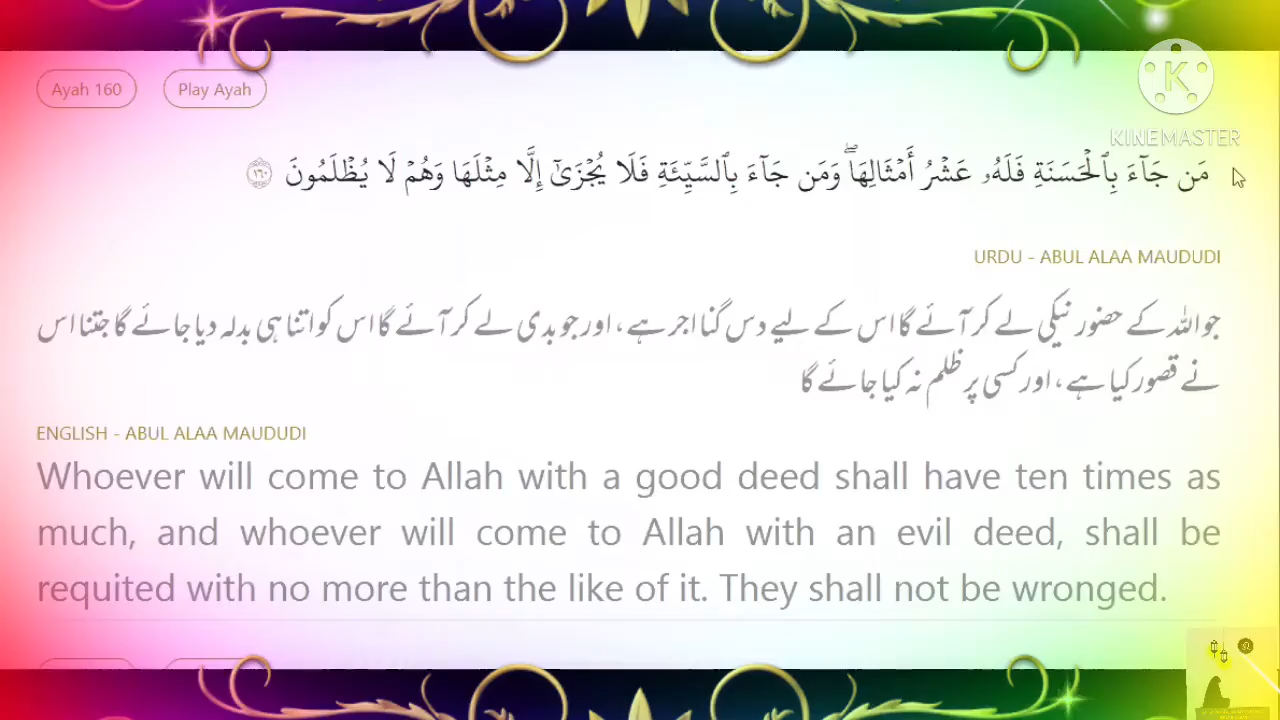 Ayah 160
Play Ayah
KINEMASTER
مَن جَآءَ بِٱلْحَسَنَةِ فَلَهُۥ عَشْرُ أَمْثَالِهَا ۖ وَمَن جَآءَ بِٱلسَّيِّئَةِ فَلَا يُجْزَىٰٓ إِلَّا مِثْلَهَا وَهُمْ لَا يُظْلَمُونَ ١٦٠
URDU - ABUL ALAA MAUDUDI
جو اللہ کے حضور نیکی لے کر آئے گا اس کے لیے دس گنا اجر ہے، اور جو بدی لے کر آئے گا اس کو اتنا ہی بدلہ دیا جائے گا جتنا اس
نے قصور کیا ہے، اور کسی پر ظلم نہ کیا جائے گا
ENGLISH - ABUL ALAA MAUDUDI
Whoever will come to Allah with a good deed shall have ten times as
much, and whoever will come to Allah with an evil deed, shall be
requited with no more than the like of it. They shall not be wronged.